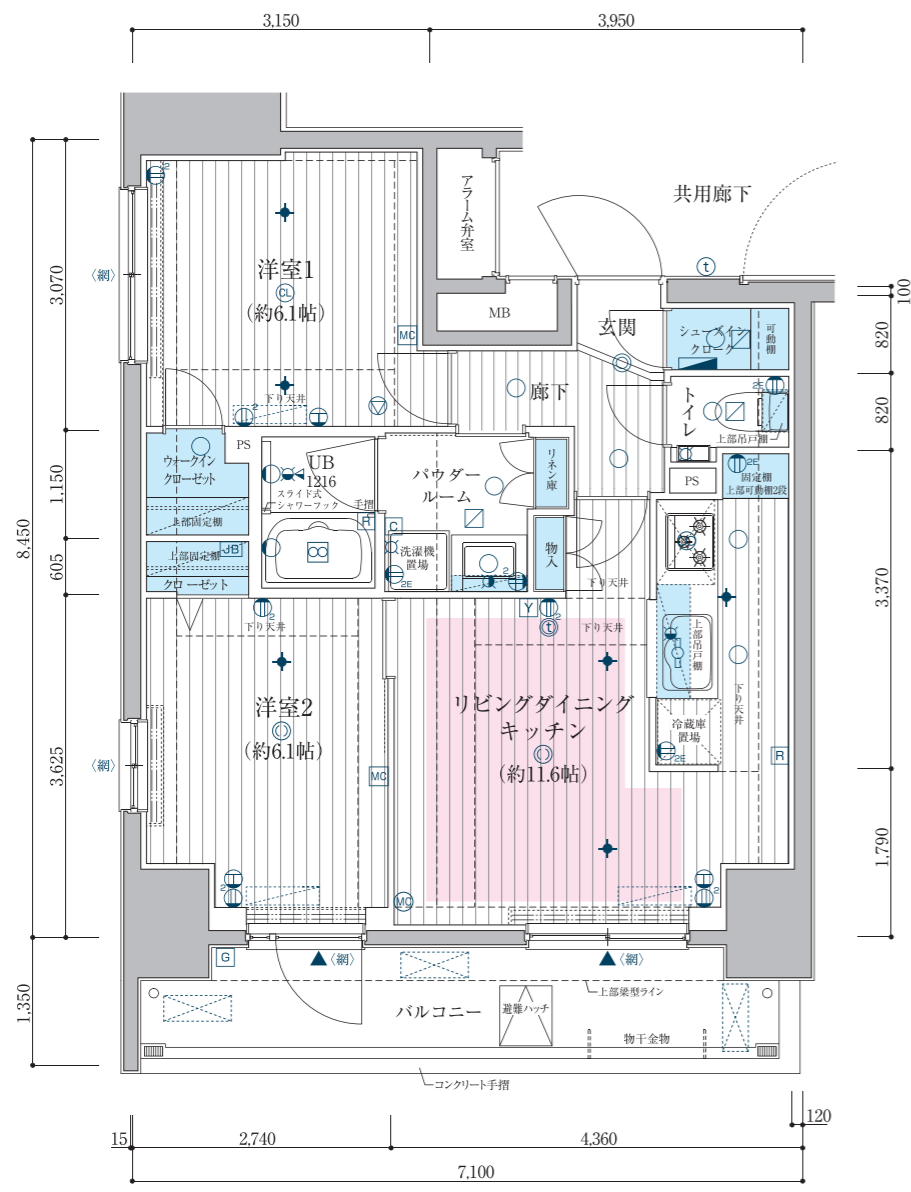 3,150
3,950
アラーム弁室
共用廊下
t
2
〈網〉
洋室1
CL
(約6.1帖)
MC
MB
玄関
シューズイン
クローク
可動棚
100
820
820
3,070
廊下
トイレ
2E
上部吊戸棚
下り天井
2
PS
ウォークイン
クローゼット
上部固定棚
UB
1216
スライド式
シャワーフック
手摺
R
パウダー
ルーム
リネン庫
PS
2E
固定棚
上部可動棚2段
1,150
8,450
605
上部固定棚
JB
クローゼット
C
洗濯機
置場
2E
2
物入
下り天井
3,370
2
下り天井
Y
2
t
下り天井
上部吊戸棚
下り天井
洋室2
(約6.1帖)
リビングダイニング
キッチン
(約11.6帖)
冷蔵庫
置場
2E
R
〈網〉
MC
3,625
1,790
2
MC
2
G
〈網〉
〈網〉
上部梁型ライン
1,350
バルコニー
避難ハッチ
物干金物
コンクリート手摺
120
15
2,740
4,360
7,100